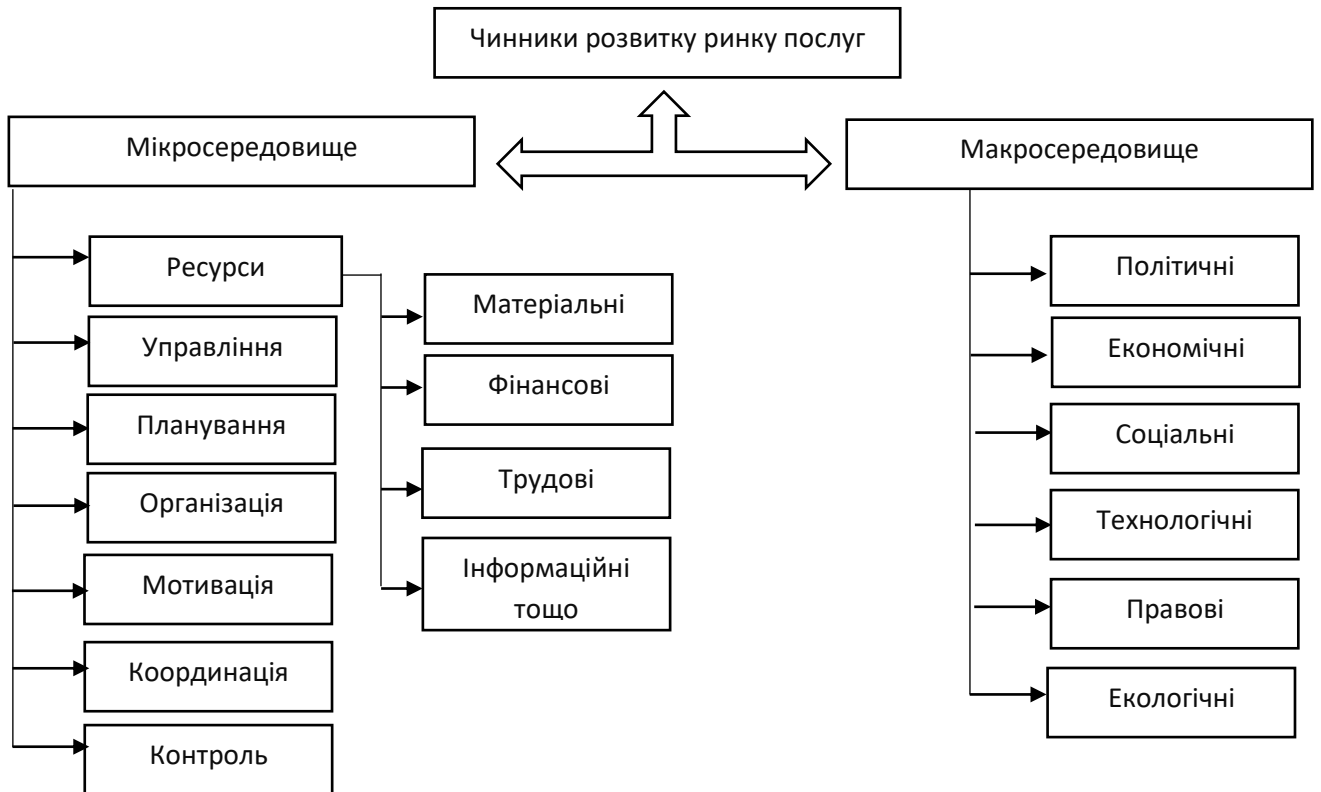 Чинники розвитку ринку послуг
Мікросередовище
Макросередовище
Ресурси
Управління
Планування
Організація
Мотивація
Координація
Контроль
Матеріальні
Фінансові
Трудові
Інформаційні
тощо
Політичні
Економічні
Соціальні
Технологічні
Правові
Екологічні